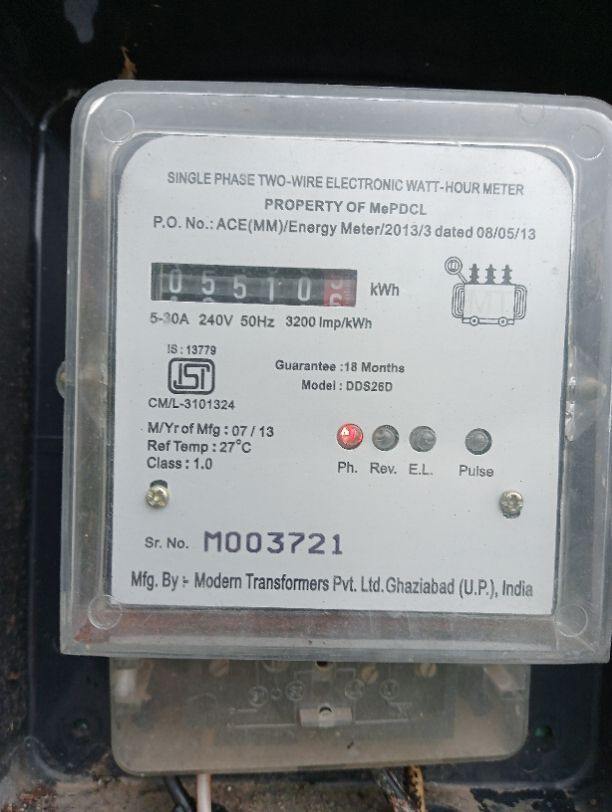 SINGLE PHASE TWO-WIRE ELECTRONIC WATT-HOUR METER
PROPERTY OF MePDCL
P.O. No.: ACE(MM)/Energy Meter/2013/3 dated 08/05/13
05510 kWh
5-30A 240V 50Hz 3200 Imp/kWh
IS : 13779
ISI
CM/L-3101324
Guarantee :18 Months
Model : DDS26D
M/Yr of Mfg : 07 / 13
Ref Temp : 27°C
Class : 1.0
Ph. Rev. E.L. Pulse
Sr. No. M003721
Mfg. By :- Modern Transformers Pvt. Ltd. Ghaziabad (U.P.), India